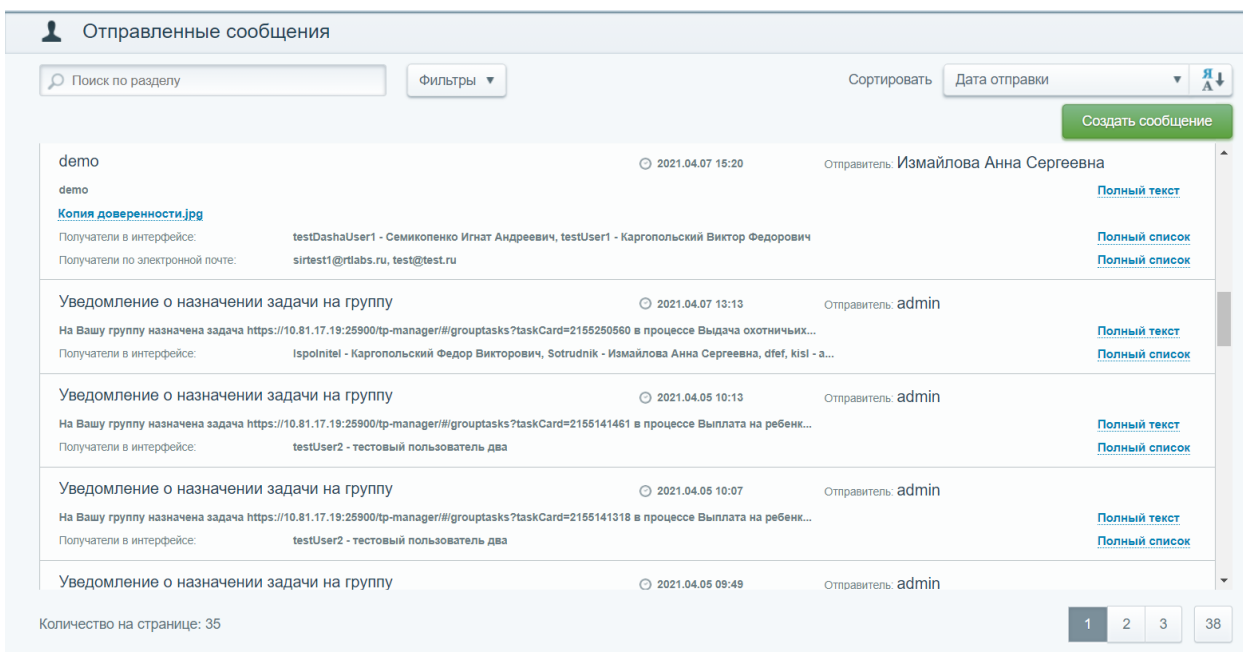 Отправленные сообщения
Поиск по разделу
Фильтры
Сортировать Дата отправки Я А
Создать сообщение
demo 2021.04.07 15:20 Отправитель: Измайлова Анна Сергеевна
demo Полный текст
Копия доверенности.jpg
Получатели в интерфейсе: testDashaUser1 - Семикопенко Игнат Андреевич, testUser1 - Каргопольский Виктор Федорович Полный список
Получатели по электронной почте: sirtest1@rtlabs.ru, test@test.ru Полный список
Уведомление о назначении задачи на группу 2021.04.07 13:13 Отправитель: admin
На Вашу группу назначена задача https://10.81.17.19:25900/tp-manager/#/grouptasks?taskCard=2155250560 в процессе Выдача охотничьих... Полный текст
Получатели в интерфейсе: Ispolnitel - Каргопольский Федор Викторович, Sotrudnik - Измайлова Анна Сергеевна, dfef, kisl - а... Полный список
Уведомление о назначении задачи на группу 2021.04.05 10:13 Отправитель: admin
На Вашу группу назначена задача https://10.81.17.19:25900/tp-manager/#/grouptasks?taskCard=2155141461 в процессе Выплата на ребенк... Полный текст
Получатели в интерфейсе: testUser2 - тестовый пользователь два Полный список
Уведомление о назначении задачи на группу 2021.04.05 10:07 Отправитель: admin
На Вашу группу назначена задача https://10.81.17.19:25900/tp-manager/#/grouptasks?taskCard=2155141318 в процессе Выплата на ребенк... Полный текст
Получатели в интерфейсе: testUser2 - тестовый пользователь два Полный список
Уведомление о назначении задачи на группу 2021.04.05 09:49 Отправитель: admin
Количество на странице: 35 1 2 3 38